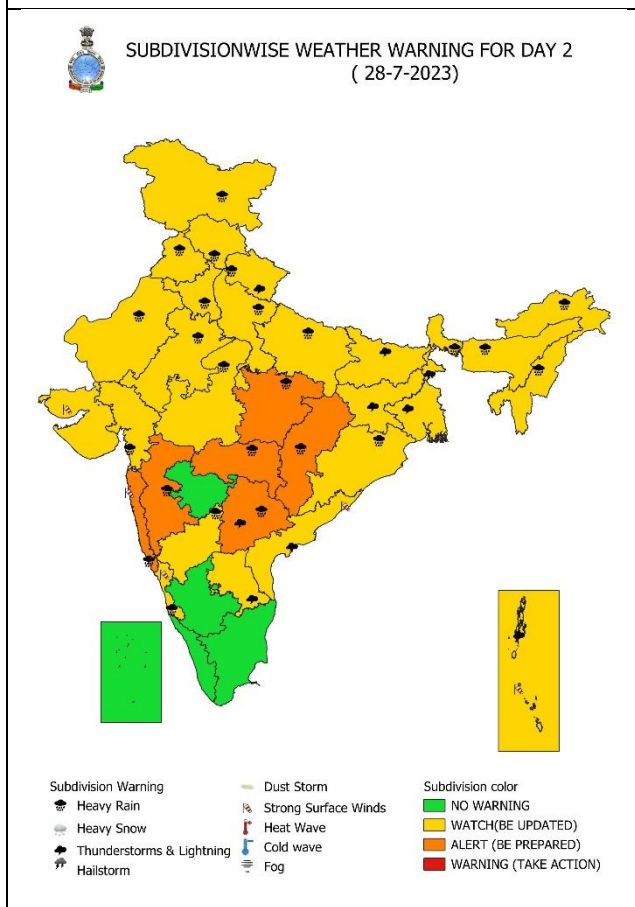 SUBDIVISIONWISE WEATHER WARNING FOR DAY 2
( 28-7-2023)
Subdivision Warning
Heavy Rain
Heavy Snow
Thunderstorms & Lightning
Hailstorm
Dust Storm
Strong Surface Winds
Heat Wave
Cold wave
Fog
Subdivision color
NO WARNING
WATCH(BE UPDATED)
ALERT (BE PREPARED)
WARNING (TAKE ACTION)